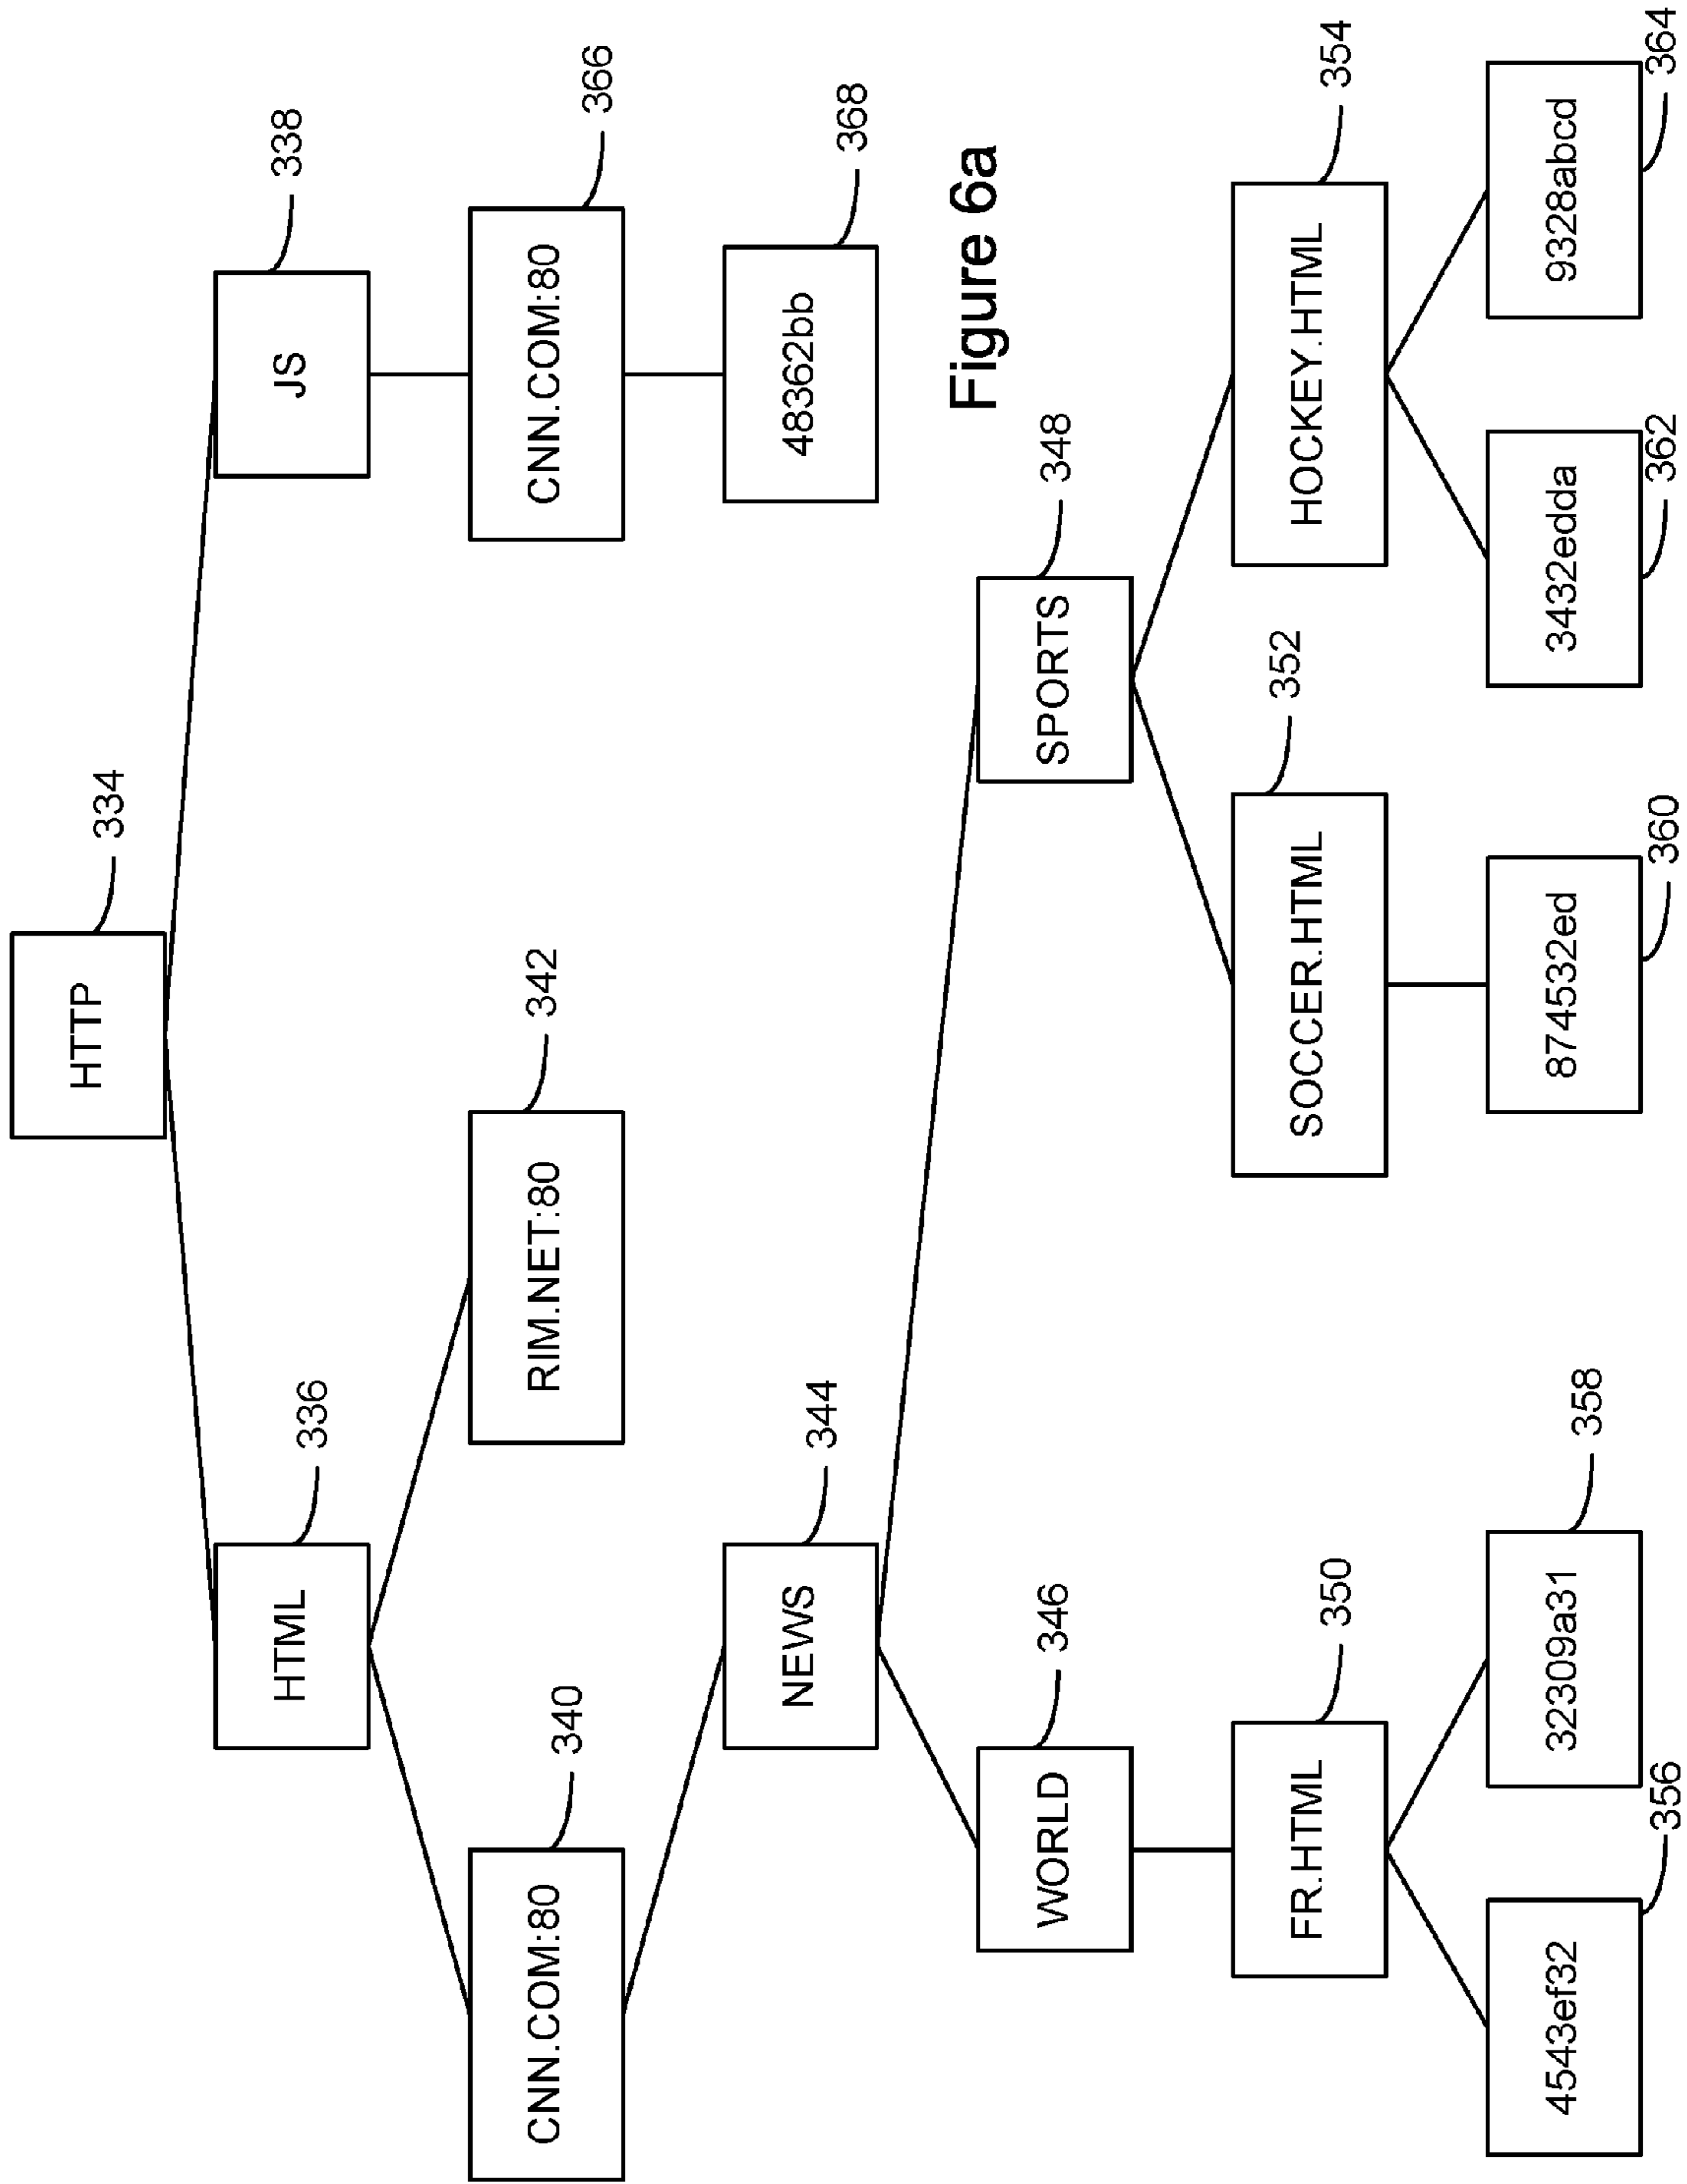 HTTP
334
HTML
336
JS
338
CNN.COM:80
340
RIM.NET:80
342
CNN.COM:80
366
NEWS
344
48362bb
368
Figure 6a
WORLD
346
SPORTS
348
FR.HTML
350
SOCCER.HTML
352
HOCKEY.HTML
354
4543ef32
356
32309a31
358
874532ed
360
3432edda
362
9328abcd
364